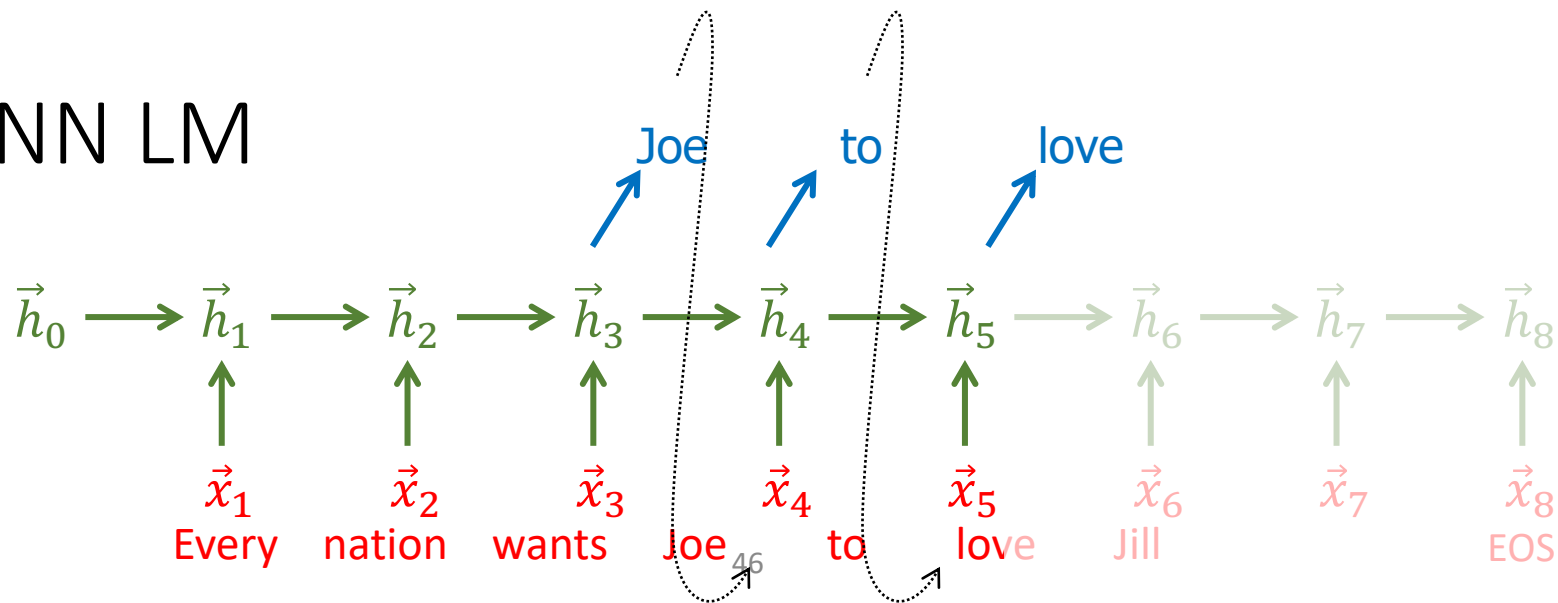 NN LM
Joe to love
h⃗₀ h⃗₁ h⃗₂ h⃗₃ h⃗₄ h⃗₅ h⃗₆ h⃗₇ h⃗₈
x⃗₁ x⃗₂ x⃗₃ x⃗₄ x⃗₅ x⃗₆ x⃗₇ x⃗₈
Every nation wants Joe to love Jill EOS
46